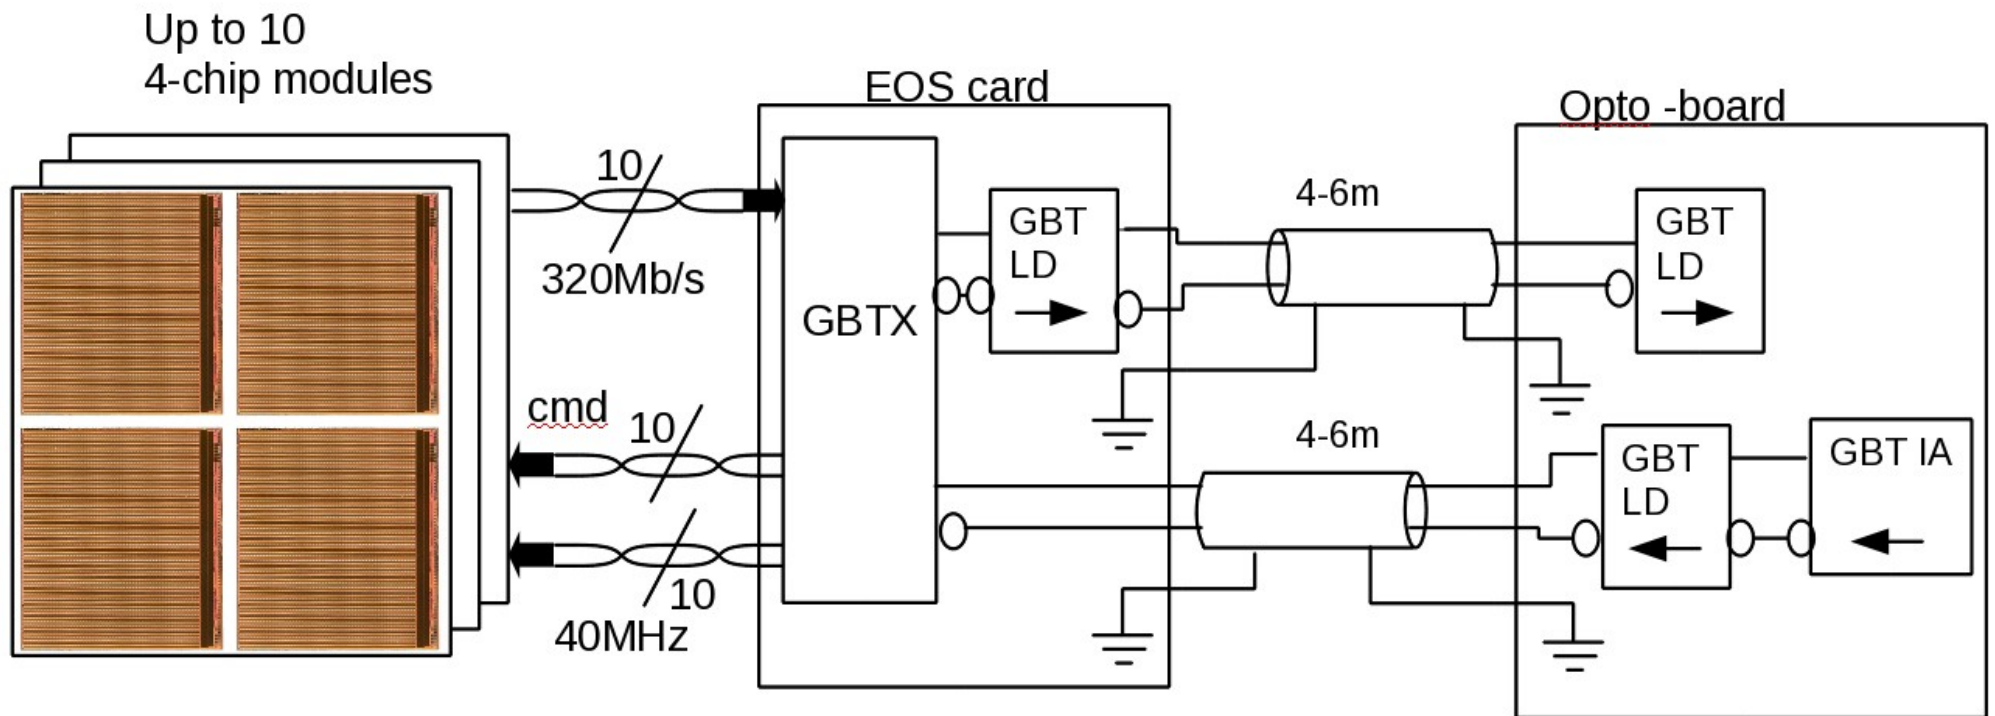 Up to 10
4-chip modules
EOS card
Opto -board
10
320Mb/s
GBTX
GBT
LD
4-6m
GBT
LD
cmd
10
10
40MHz
4-6m
GBT
LD
GBT IA